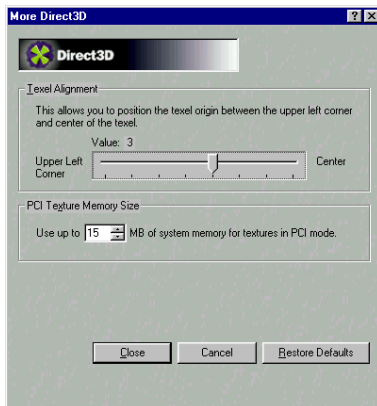 More Direct3D
Direct3D
Texel Alignment
This allows you to position the texel origin between the upper left corner
and center of the texel.
Value: 3
Upper Left
Corner
Center
PCI Texture Memory Size
Use up to 15 MB of system memory for textures in PCI mode.
Close Cancel Restore Defaults